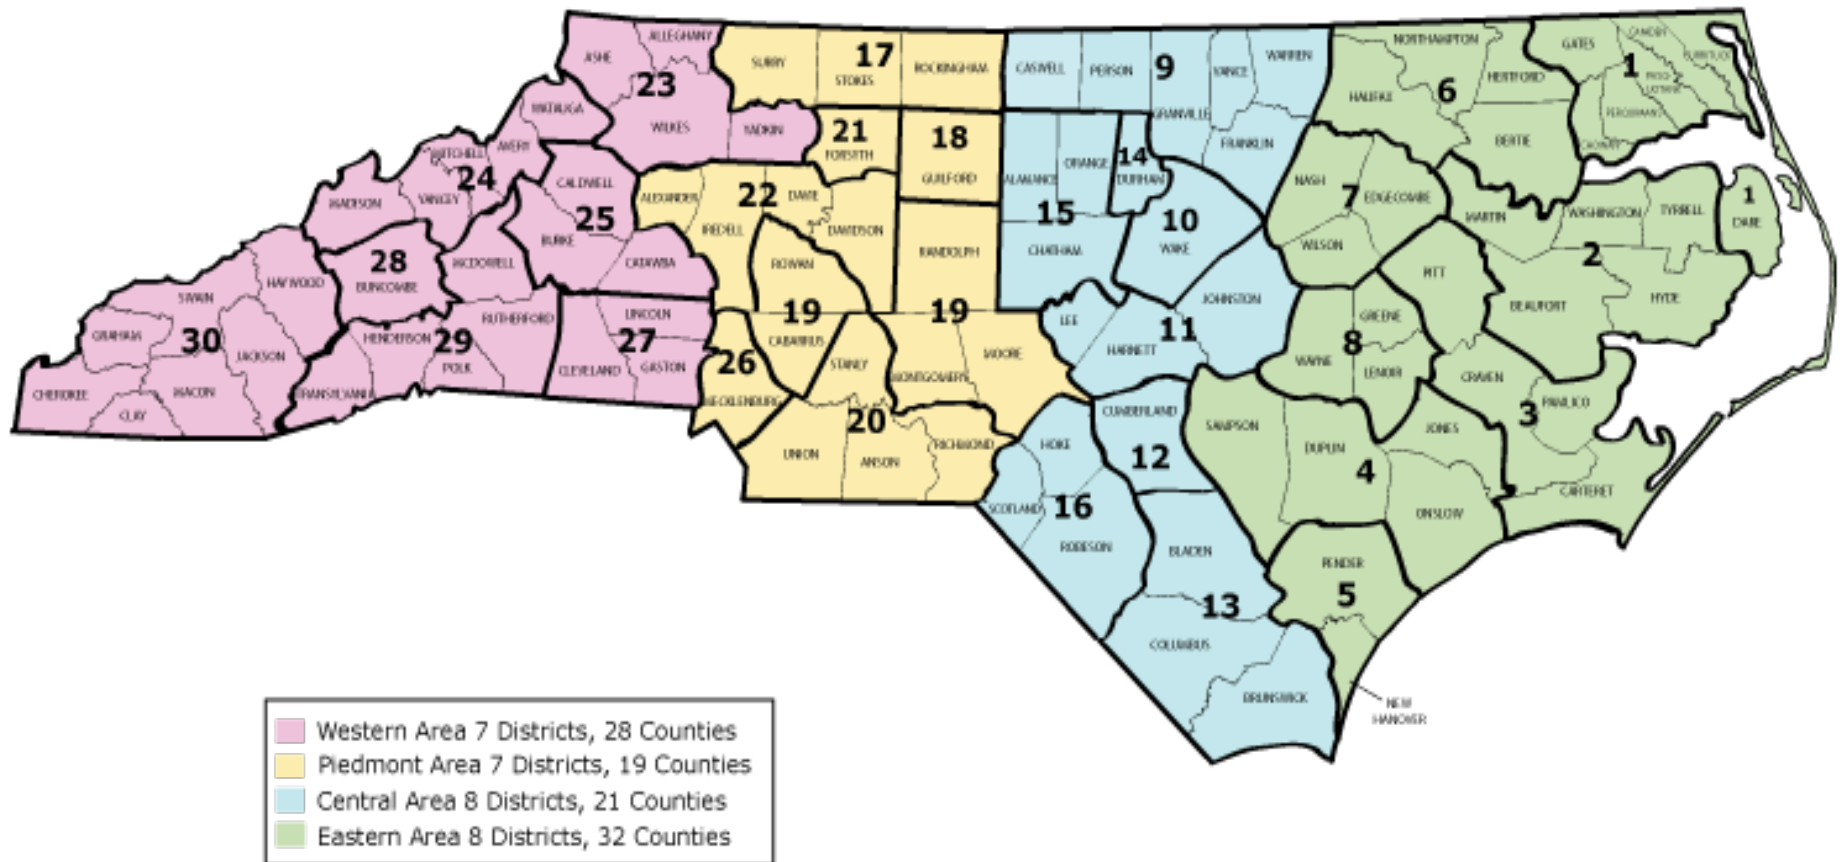 ASHE
ALLEGHANY
23
WATAUGA
WILKES
YADKIN
MITCHELL
AVERY
24
YANCEY
MADISON
CALDWELL
25
BURKE
CATAWBA
28
BUNCOMBE
MCDOWELL
HAYWOOD
SWAIN
GRAHAM
30
JACKSON
CHEROKEE
MACON
CLAY
HENDERSON
29
RUTHERFORD
POLK
TRANSYLVANIA
LINCOLN
27
CLEVELAND
GASTON
SURRY
17
STOKES
ROCKINGHAM
21
FORSYTH
18
GUILFORD
ALEXANDER
22
DAVIE
IREDELL
DAVIDSON
ROWAN
RANDOLPH
19
CABARRUS
19
26
STANLY
MONTGOMERY
MOORE
MECKLENBURG
20
UNION
ANSON
RICHMOND
CASWELL
PERSON
9
VANCE
WARREN
GRANVILLE
FRANKLIN
ALAMANCE
ORANGE
14
DURHAM
15
CHATHAM
10
WAKE
JOHNSTON
LEE
11
HARNETT
CUMBERLAND
12
HOKE
SCOTLAND
16
ROBESON
BLADEN
13
COLUMBUS
BRUNSWICK
NORTHAMPTON
HALIFAX
6
HERTFORD
BERTIE
GATES
1
CAMDEN
CURRITUCK
PASQUOTANK
PERQUIMANS
CHOWAN
NASH
7
EDGECOMBE
WILSON
MARTIN
WASHINGTON
TYRRELL
1
DARE
2
PITT
BEAUFORT
HYDE
GREENE
8
WAYNE
LENOIR
CRAVEN
3
PAMLICO
SAMPSON
DUPLIN
JONES
4
CARTERET
ONSLOW
PENDER
5
NEW
HANOVER
Western Area 7 Districts, 28 Counties
Piedmont Area 7 Districts, 19 Counties
Central Area 8 Districts, 21 Counties
Eastern Area 8 Districts, 32 Counties